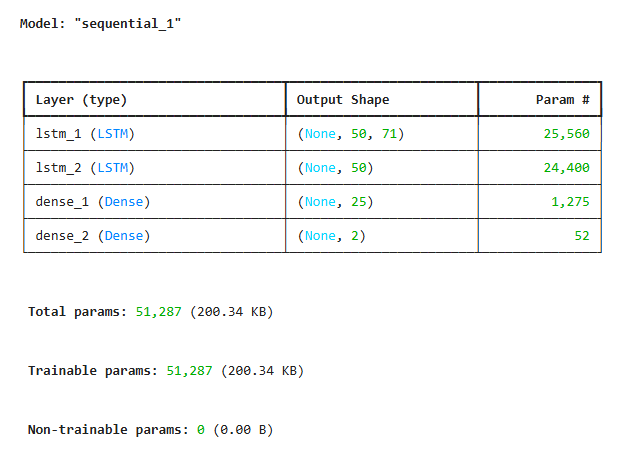 Model: "sequential_1"
Layer (type) Output Shape Param #
lstm_1 (LSTM) (None, 50, 71) 25,560
lstm_2 (LSTM) (None, 50) 24,400
dense_1 (Dense) (None, 25) 1,275
dense_2 (Dense) (None, 2) 52
Total params: 51,287 (200.34 KB)
Trainable params: 51,287 (200.34 KB)
Non-trainable params: 0 (0.00 B)